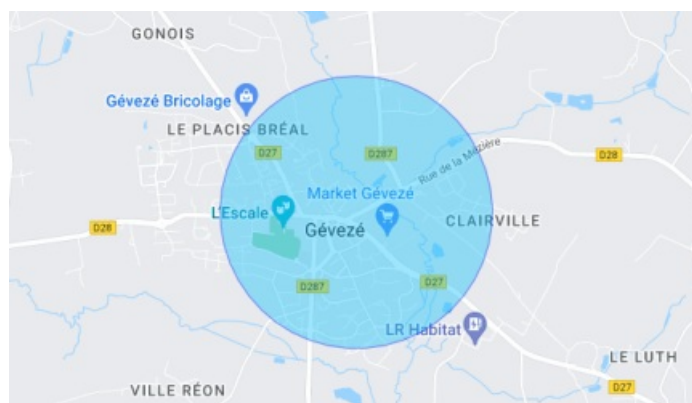 GONOIS
Gévezé Bricolage
LE PLACIS BRÉAL
D27
D287
Rue de la Mézière
D28
Market Gévezé
L'Escale
CLAIRVILLE
D28
Gévezé
D287
D27
LR Habitat
LE LUTH
D27
VILLE RÉON